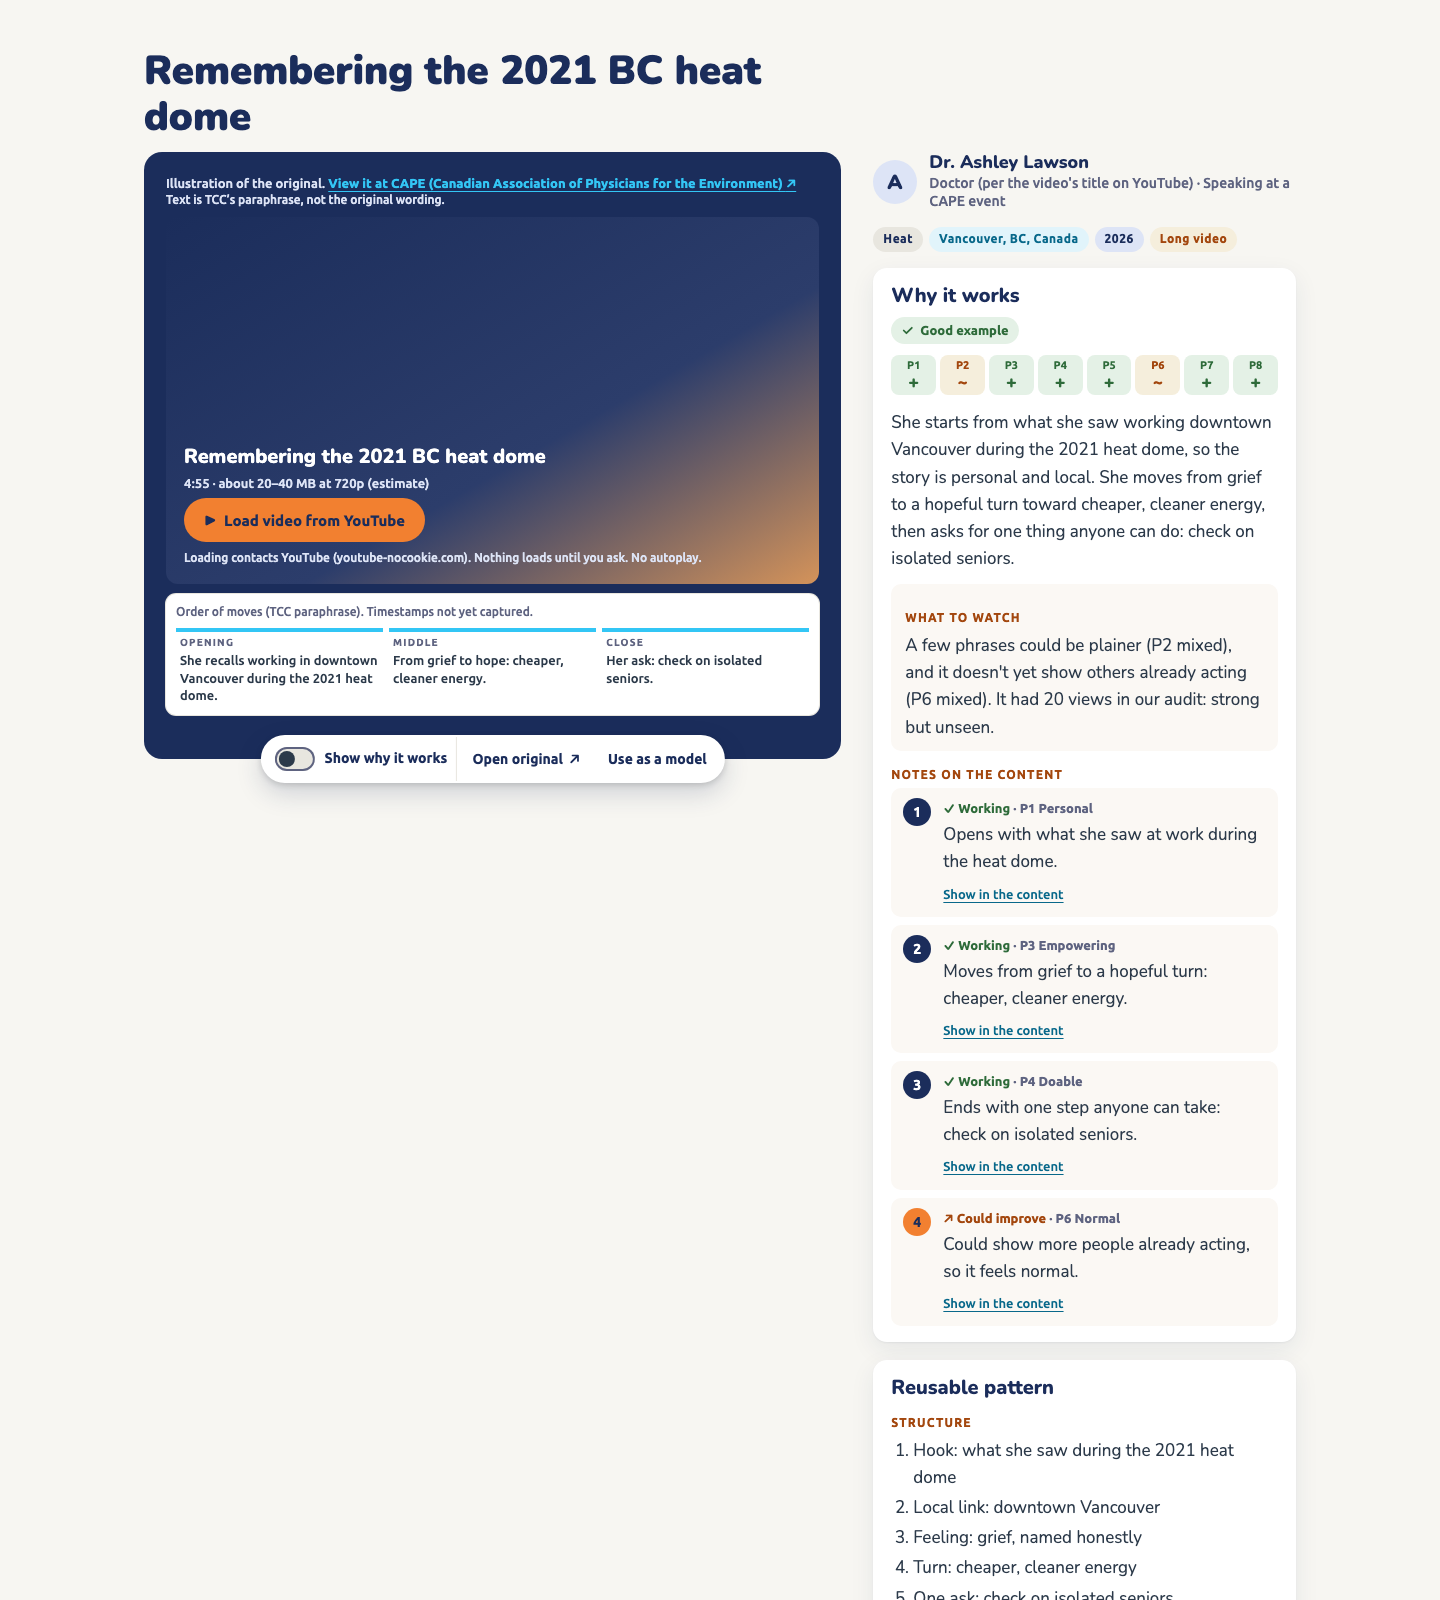 Remembering the 2021 BC heat
dome
Illustration of the original. View it at CAPE (Canadian Association of Physicians for the Environment) ↗
Text is TCC's paraphrase, not the original wording.
Remembering the 2021 BC heat dome
4:55 · about 20–40 MB at 720p (estimate)
▶ Load video from YouTube
Loading contacts YouTube (youtube-nocookie.com). Nothing loads until you ask. No autoplay.
Order of moves (TCC paraphrase). Timestamps not yet captured.
OPENING
She recalls working in downtown
Vancouver during the 2021 heat
dome.
MIDDLE
From grief to hope: cheaper,
cleaner energy.
CLOSE
Her ask: check on isolated
seniors.
Show why it works
Open original ↗
Use as a model
A
Dr. Ashley Lawson
Doctor (per the video's title on YouTube) · Speaking at a
CAPE event
Heat
Vancouver, BC, Canada
2026
Long video
Why it works
✓ Good example
P1 P2 P3 P4 P5 P6 P7 P8
+ ~ + + + ~ + +
She starts from what she saw working downtown
Vancouver during the 2021 heat dome, so the
story is personal and local. She moves from grief
to a hopeful turn toward cheaper, cleaner energy,
then asks for one thing anyone can do: check on
isolated seniors.
WHAT TO WATCH
A few phrases could be plainer (P2 mixed),
and it doesn't yet show others already acting
(P6 mixed). It had 20 views in our audit: strong
but unseen.
NOTES ON THE CONTENT
1
✓ Working · P1 Personal
Opens with what she saw at work during
the heat dome.
Show in the content
2
✓ Working · P3 Empowering
Moves from grief to a hopeful turn:
cheaper, cleaner energy.
Show in the content
3
✓ Working · P4 Doable
Ends with one step anyone can take:
check on isolated seniors.
Show in the content
4
↗ Could improve · P6 Normal
Could show more people already acting,
so it feels normal.
Show in the content
Reusable pattern
STRUCTURE
1. Hook: what she saw during the 2021 heat
dome
2. Local link: downtown Vancouver
3. Feeling: grief, named honestly
4. Turn: cheaper, cleaner energy
5. One ask: check on isolated seniors